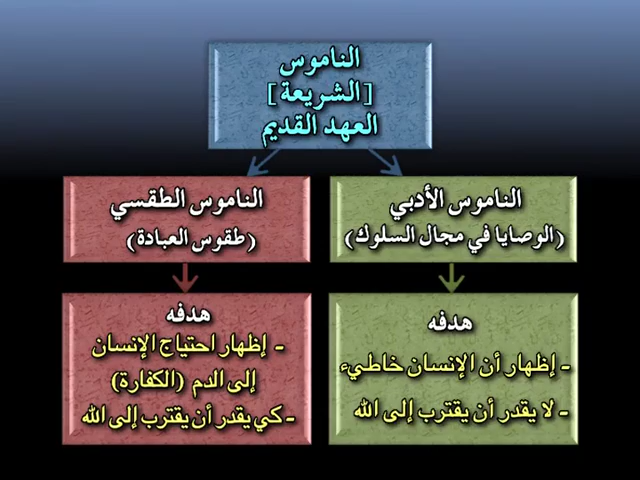 الناموس
[الشريعة]
العهد القديم
الناموس الأدبي
(الوصايا في مجال السلوك)
الناموس الطقسي
(طقوس العبادة)
هدفه
- إظهار أن الإنسان خاطيء
- لا يقدر أن يقترب إلى الله
هدفه
- إظهار احتياج الإنسان
إلى الدم (الكفارة)
- كي يقدر أن يقترب إلى الله